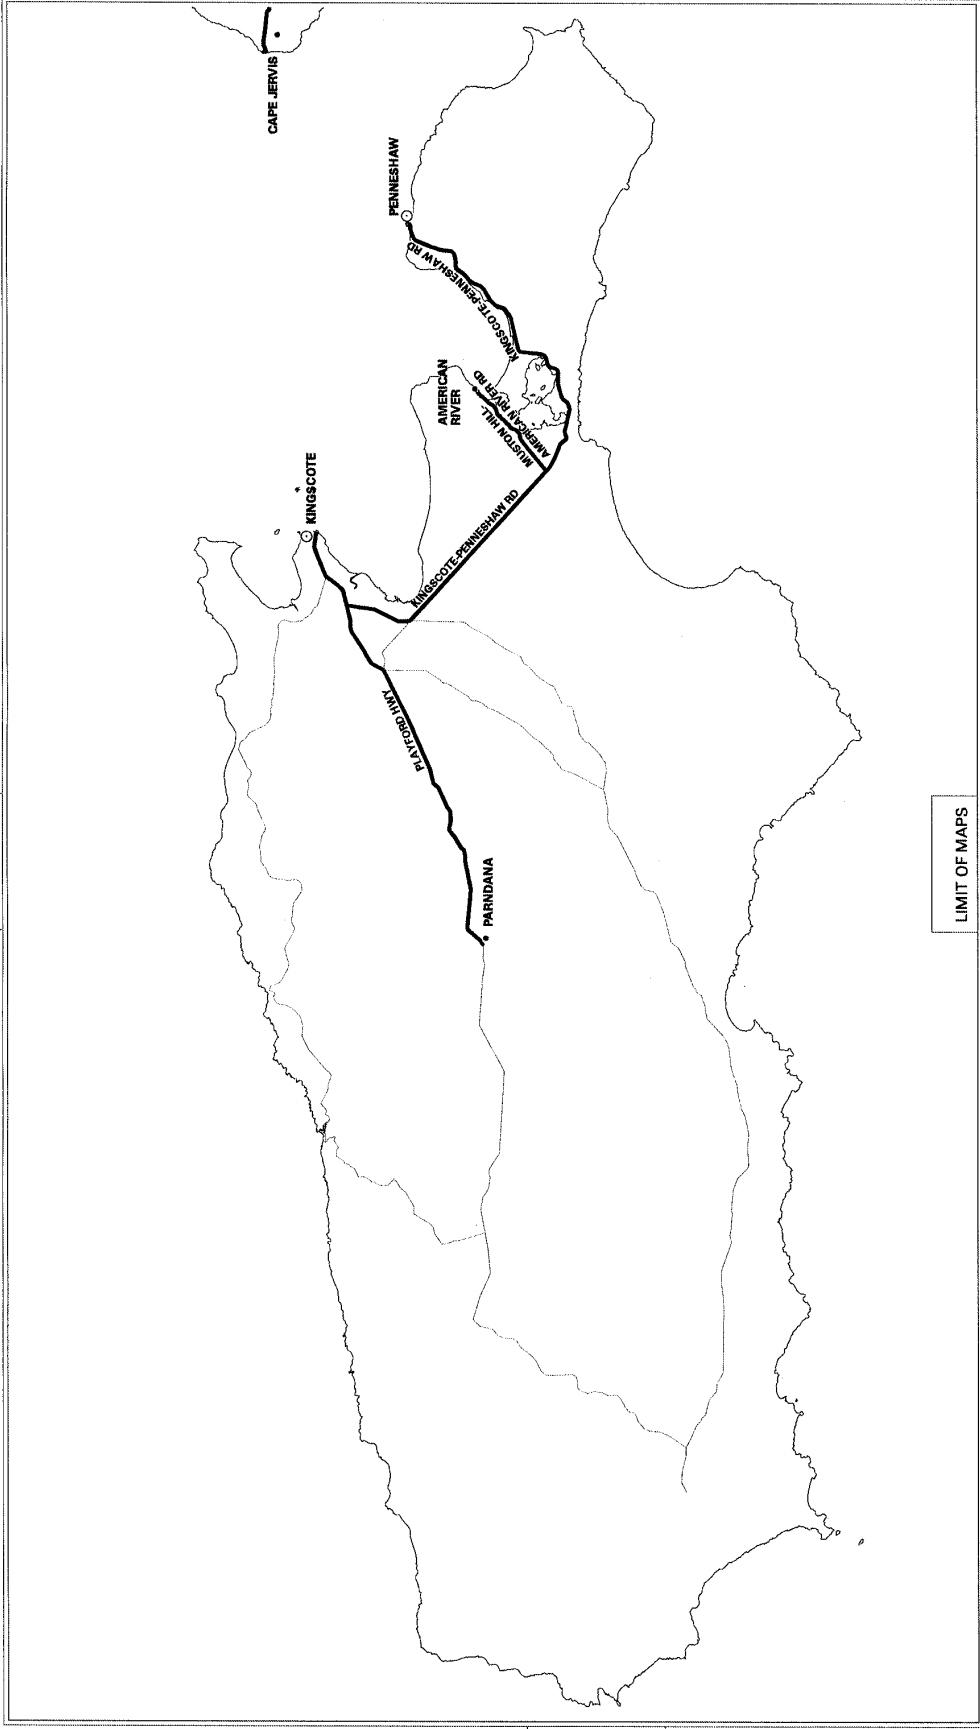 CAPE JERVIS
PENNESHAW
KINGSCOTE-PENNESHAW RD
AMERICAN
RIVER
MUSTON HILL-
AMERICAN RIVER RD
KINGSCOTE
KINGSCOTE-PENNESHAW RD
PLAYFORD HWY
PARNDANA
LIMIT OF MAPS